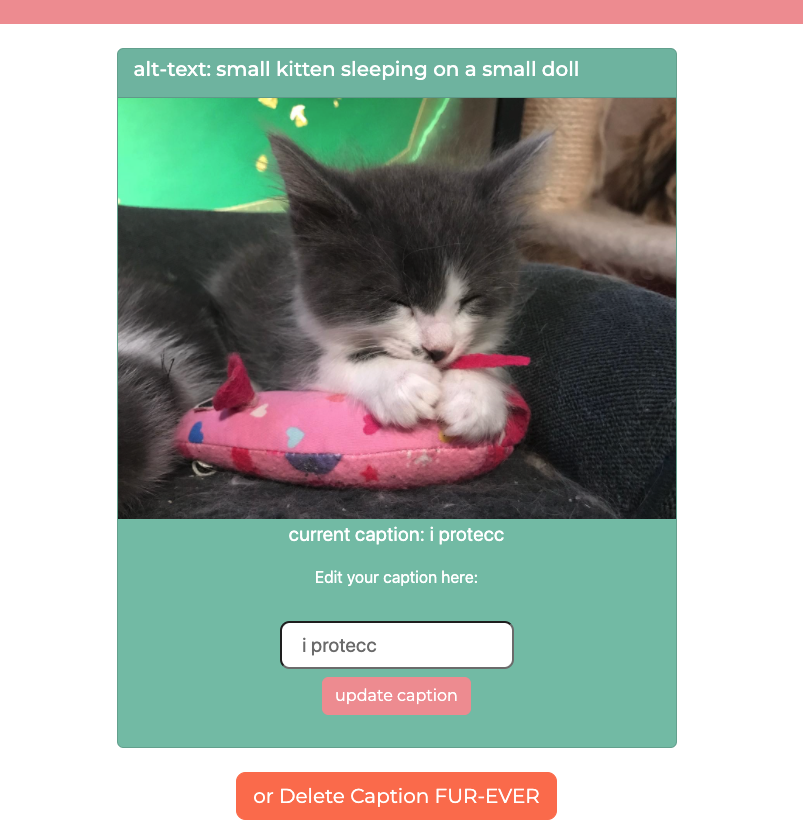 alt-text: small kitten sleeping on a small doll
current caption: i protecc
Edit your caption here:
i protecc
update caption
or Delete Caption FUR-EVER